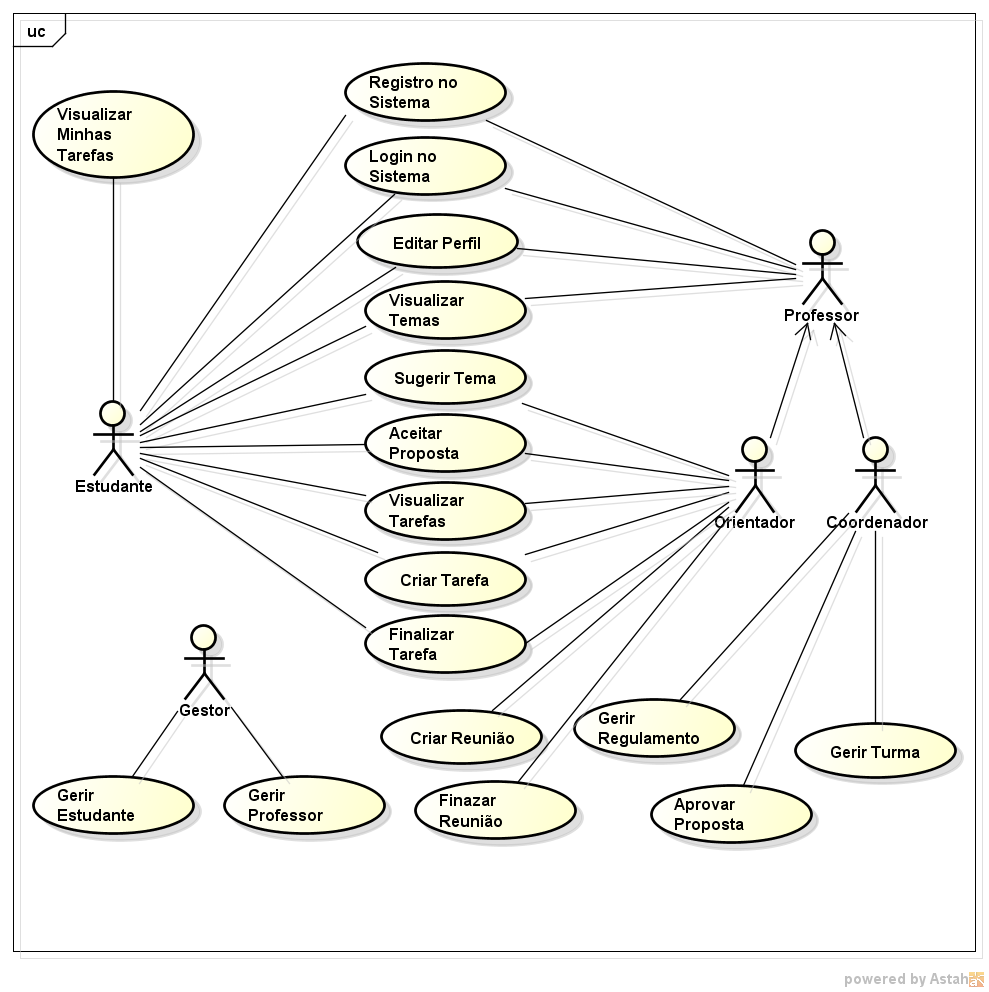 uc
Registro no
Sistema
Visualizar
Minhas
Tarefas
Login no
Sistema
Editar Perfil
Visualizar
Temas
Professor
Sugerir Tema
Aceitar
Proposta
Estudante
Visualizar
Tarefas
Orientador
Coordenador
Criar Tarefa
Finalizar
Tarefa
Gestor
Criar Reunião
Gerir
Regulamento
Gerir Turma
Gerir
Estudante
Gerir
Professor
Finazar
Reunião
Aprovar
Proposta
powered by Astah